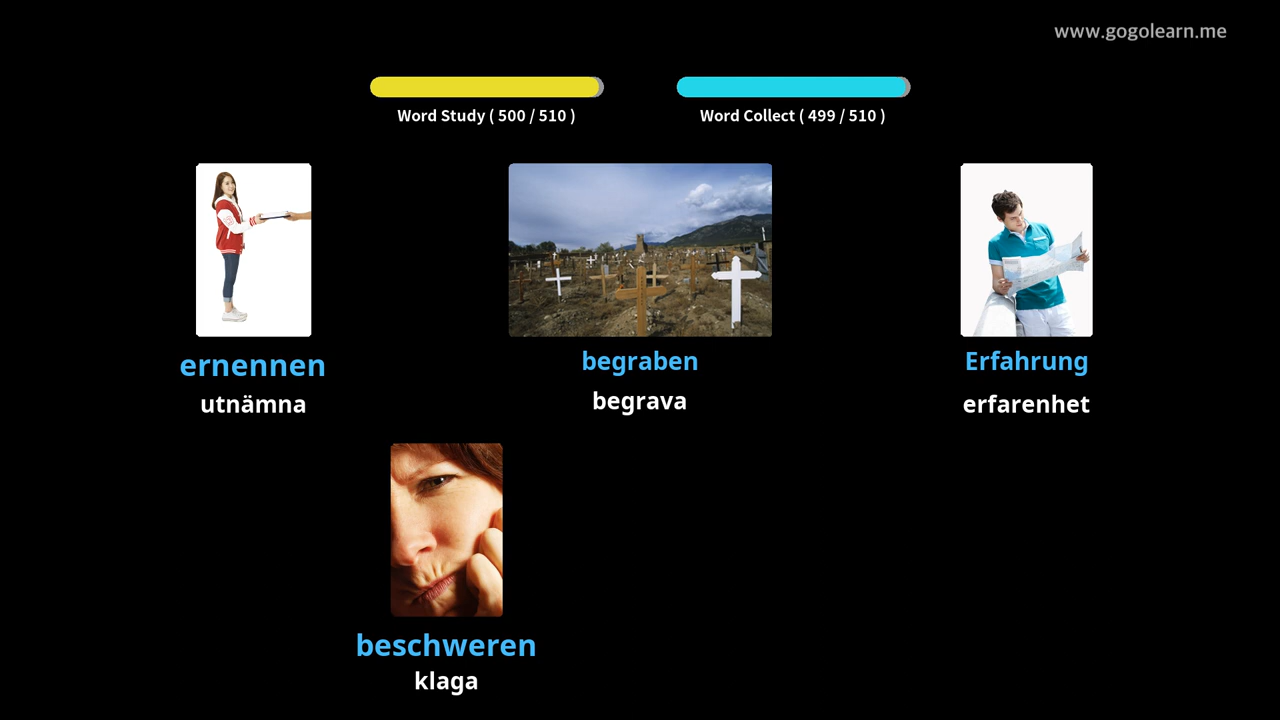 www.gogolearn.me
Word Study ( 500 / 510 )
Word Collect ( 499 / 510 )
ernennen
utnämna
begraben
begrava
Erfahrung
erfarenhet
beschweren
klaga